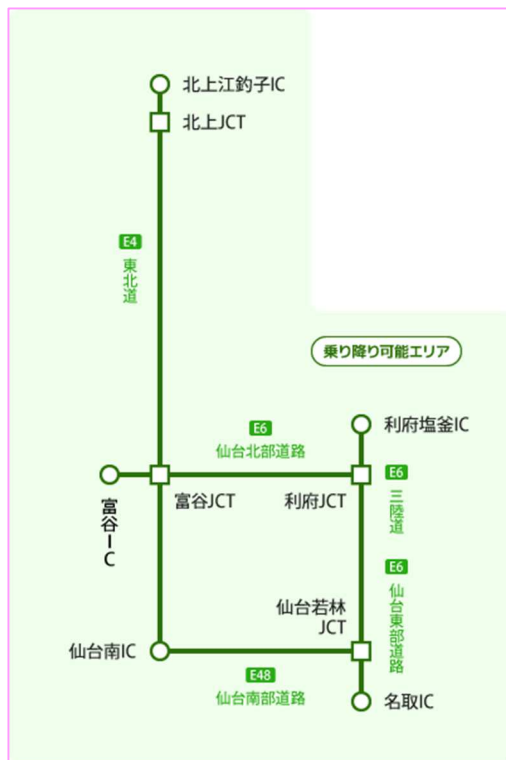 北上江釣子IC
北上JCT
E4
東北道
乗り降り可能エリア
利府塩釜IC
E6
仙台北部道路
E6
三陸道
富谷JCT
利府JCT
富谷IC
E6
仙台東部道路
仙台若林
JCT
仙台南IC
E48
仙台南部道路
名取IC